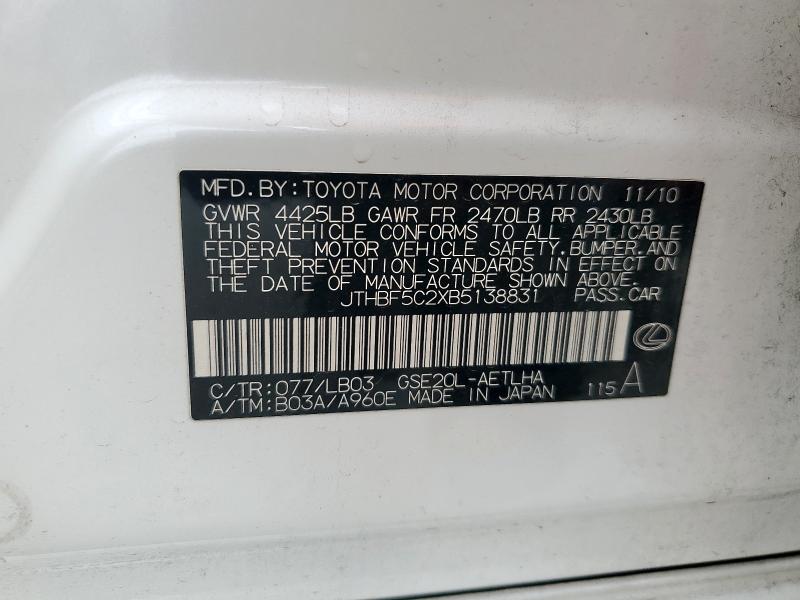 MFD.BY:TOYOTA MOTOR CORPORATION 11/10
GVWR 4425LB GAWR FR 2470LB RR 2430LB
THIS VEHICLE CONFORMS TO ALL APPLICABLE
FEDERAL MOTOR VEHICLE SAFETY,BUMPER,AND
THEFT PREVENTION STANDARDS IN EFFECT ON
THE DATE OF MANUFACTURE SHOWN ABOVE.
JTHBF5C2XB5138831 PASS.CAR
C/TR:077/LB03 GSE20L-AETLHA
A/TM:B03A/A960E MADE IN JAPAN 115A